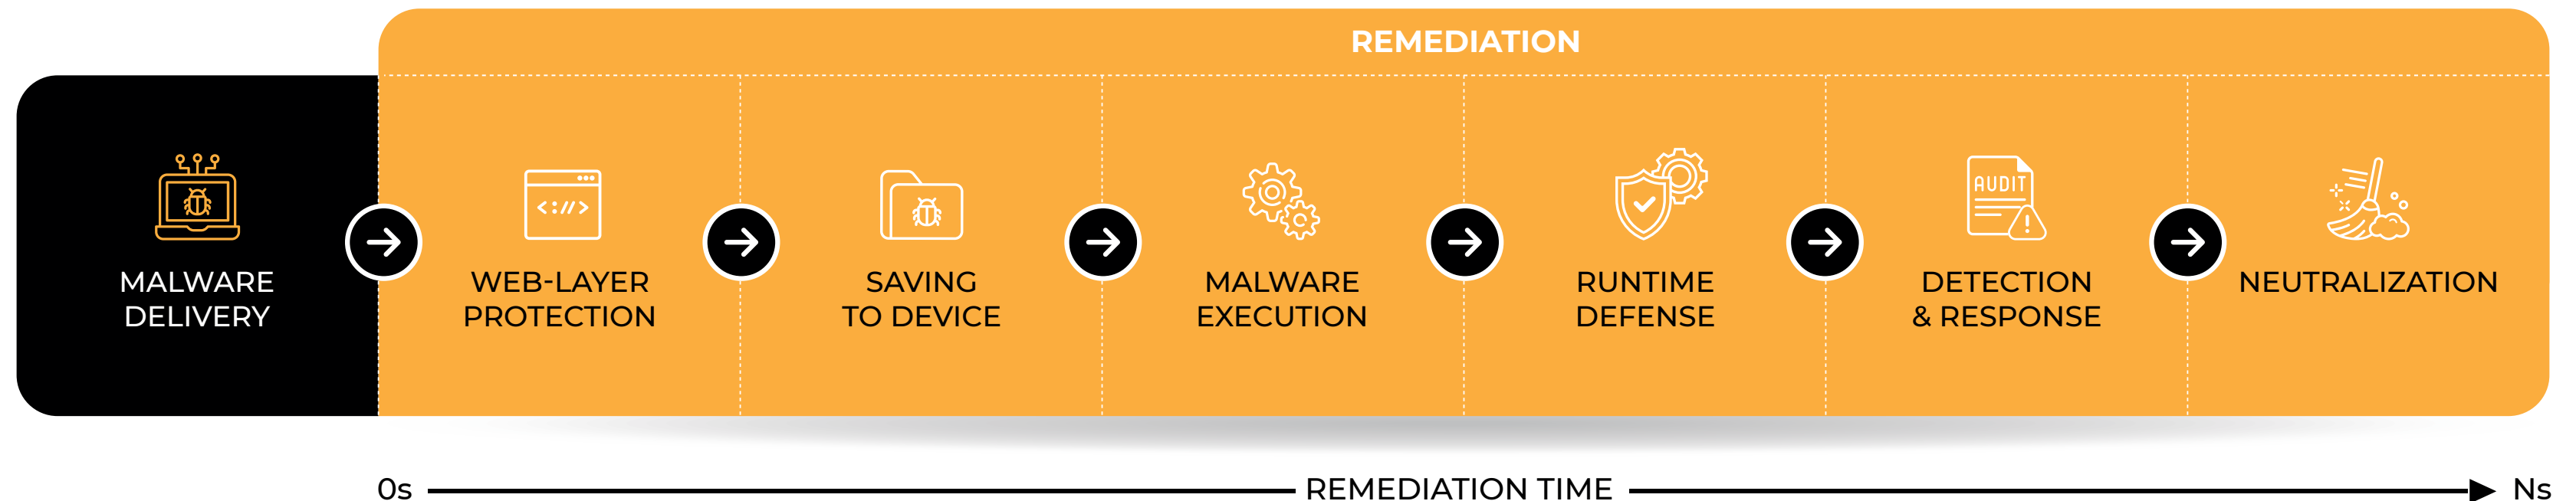 REMEDIATION
MALWARE
DELIVERY
<://>
WEB-LAYER
PROTECTION
SAVING
TO DEVICE
MALWARE
EXECUTION
RUNTIME
DEFENSE
AUDIT
!
DETECTION
& RESPONSE
NEUTRALIZATION
0s
REMEDIATION TIME
Ns